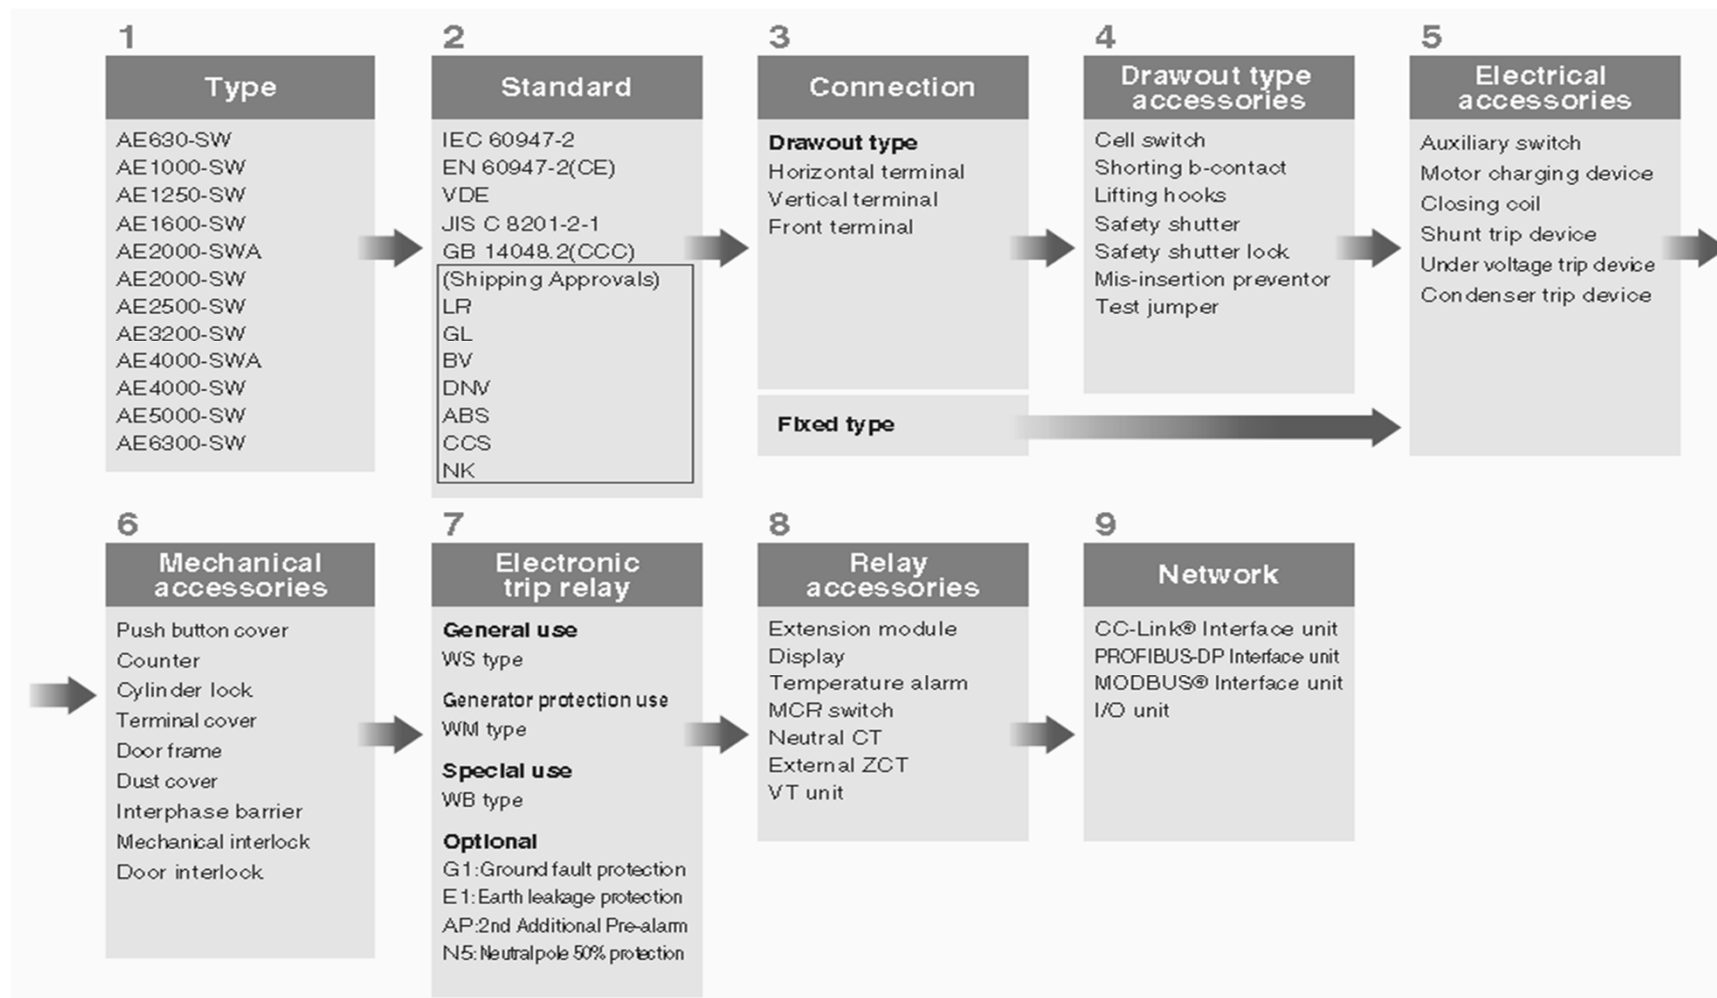 1
Type
AE630-SW
AE1000-SW
AE1250-SW
AE1600-SW
AE2000-SWA
AE2000-SW
AE2500-SW
AE3200-SW
AE4000-SWA
AE4000-SW
AE5000-SW
AE6300-SW
2
Standard
IEC 60947-2
EN 60947-2(CE)
VDE
JIS C 8201-2-1
GB 14048.2(CCC)
(Shipping Approvals)
LR
GL
BV
DNV
ABS
CCS
NK
3
Connection
Drawout type
Horizontal terminal
Vertical terminal
Front terminal
Fixed type
4
Drawout type
accessories
Cell switch
Shorting b-contact
Lifting hooks
Safety shutter
Safety shutter lock
Mis-insertion preventor
Test jumper
5
Electrical
accessories
Auxiliary switch
Motor charging device
Closing coil
Shunt trip device
Under voltage trip device
Condenser trip device
6
Mechanical
accessories
Push button cover
Counter
Cylinder lock
Terminal cover
Door frame
Dust cover
Interphase barrier
Mechanical interlock
Door interlock
7
Electronic
trip relay
General use
WS type
Generator protection use
WM type
Special use
WB type
Optional
G1:Ground fault protection
E1:Earth leakage protection
AP:2nd Additional Pre-alarm
N5:Neutralpole 50% protection
8
Relay
accessories
Extension module
Display
Temperature alarm
MCR switch
Neutral CT
External ZCT
VT unit
9
Network
CC-Link® Interface unit
PROFIBUS-DP Interface unit
MODBUS® Interface unit
I/O unit